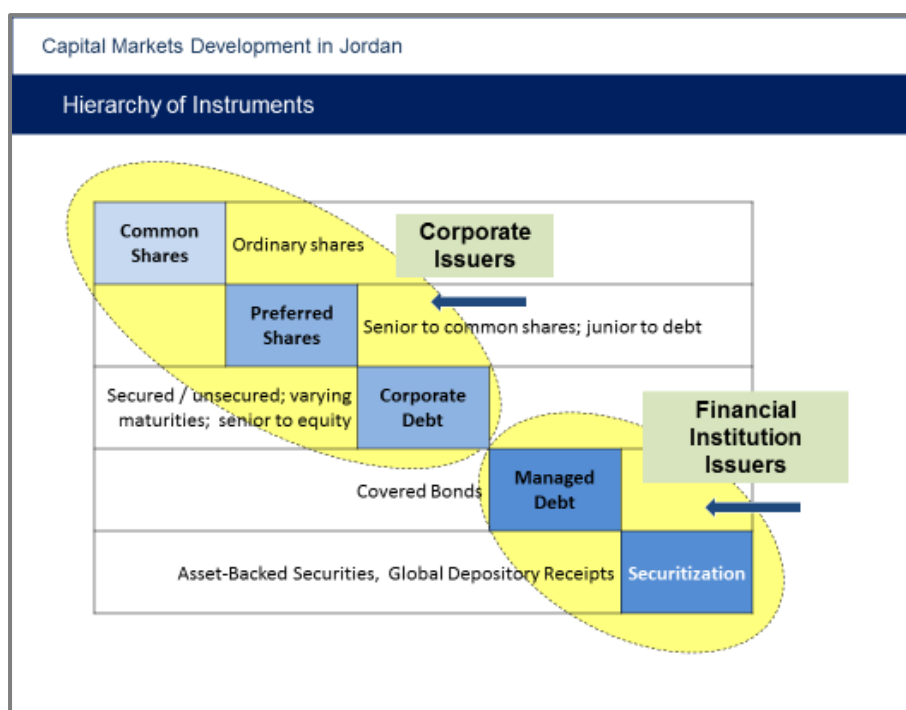 Capital Markets Development in Jordan
Hierarchy of Instruments
Common
Shares
Ordinary shares
Corporate
Issuers
Preferred
Shares
Senior to common shares; junior to debt
Secured / unsecured; varying
maturities; senior to equity
Corporate
Debt
Financial
Institution
Issuers
Covered Bonds
Managed
Debt
Asset-Backed Securities, Global Depository Receipts
Securitization